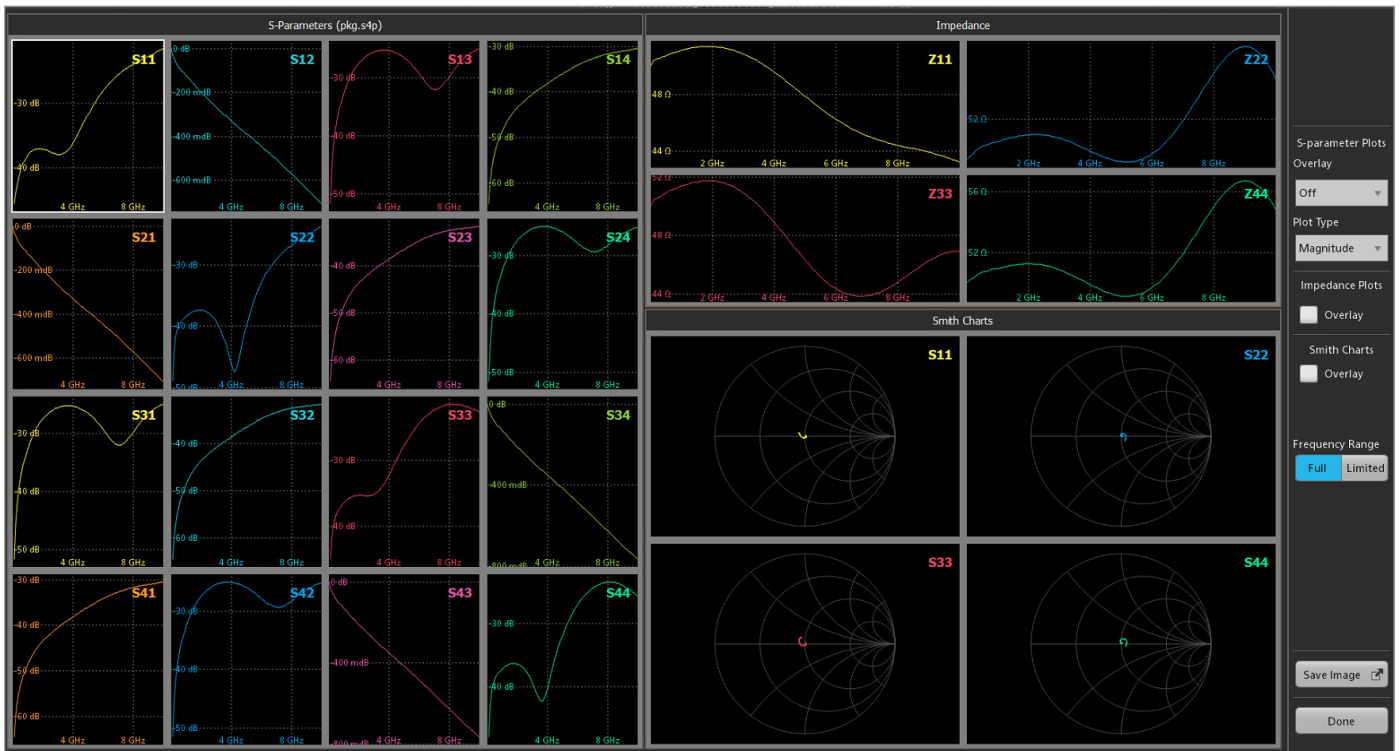 S-Parameters (pkg.s4p)
S11
-30 dB
-40 dB
4 GHz 8 GHz
S12
0 dB
-200 mdB
-400 mdB
-600 mdB
4 GHz 8 GHz
S13
-30 dB
-40 dB
-50 dB
4 GHz 8 GHz
S14
-30 dB
-40 dB
-50 dB
-60 dB
4 GHz 8 GHz
S21
0 dB
-200 mdB
-400 mdB
-600 mdB
4 GHz 8 GHz
S22
-30 dB
-40 dB
-50 dB
4 GHz 8 GHz
S23
-40 dB
-50 dB
-60 dB
4 GHz 8 GHz
S24
-30 dB
-40 dB
-50 dB
4 GHz 8 GHz
S31
-30 dB
-40 dB
-50 dB
4 GHz 8 GHz
S32
-40 dB
-50 dB
-60 dB
4 GHz 8 GHz
S33
-30 dB
-40 dB
4 GHz 8 GHz
S34
0 dB
-400 mdB
-800 mdB
4 GHz 8 GHz
S41
-30 dB
-40 dB
-50 dB
-60 dB
4 GHz 8 GHz
S42
-30 dB
-40 dB
-50 dB
4 GHz 8 GHz
S43
0 dB
-400 mdB
-800 mdB
4 GHz 8 GHz
S44
-30 dB
-40 dB
4 GHz 8 GHz
Impedance
Z11
48 Ω
44 Ω
2 GHz 4 GHz 6 GHz 8 GHz
Z22
52 Ω
2 GHz 4 GHz 6 GHz 8 GHz
Z33
52 Ω
48 Ω
44 Ω
2 GHz 4 GHz 6 GHz 8 GHz
Z44
56 Ω
52 Ω
2 GHz 4 GHz 6 GHz 8 GHz
Smith Charts
S11
S22
S33
S44
S-parameter Plots
Overlay
Off
Plot Type
Magnitude
Impedance Plots
Overlay
Smith Charts
Overlay
Frequency Range
Full Limited
Save Image
Done